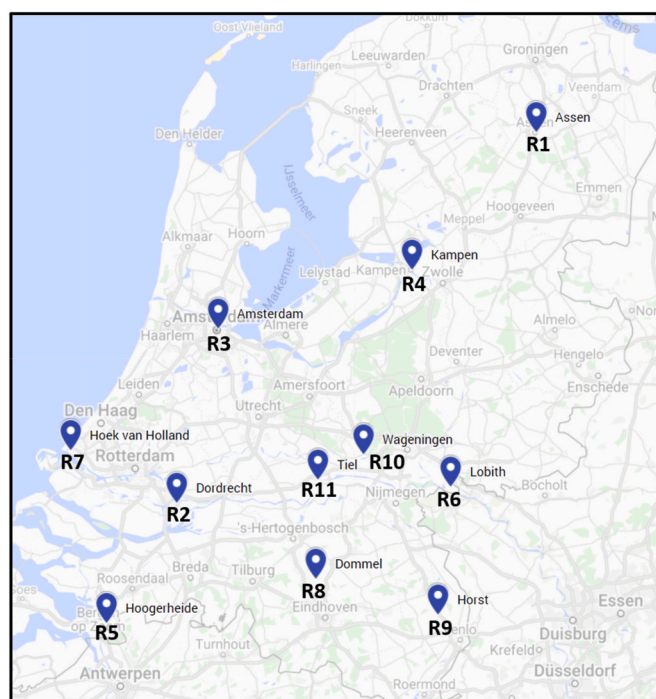 Oost Vlieland
Dokkum
Eems
Groningen
Leeuwarden
Harlingen
Drachten
Veendam
Sneek
Assen
R1
Den Helder
Heerenveen
IJsselmeer
Emmen
Hoogeveen
Meppel
Alkmaar
Hoorn
Markermeer
Kampen
Lelystad
Kampen
Zwolle
R4
Amsterdam
Amsterdam
Almere
Haarlem
R3
Almelo
Deventer
Hengelo
Enschede
Leiden
Amersfoort
Apeldoorn
Utrecht
Den Haag
Hoek van Holland
Wageningen
R7
Rotterdam
R10
Tiel
Lobith
R11
Dordrecht
Nijmegen
R6
Bocholt
R2
's-Hertogenbosch
Dommel
Breda
Tilburg
R8
Roosendaal
Hoogerheide
Eindhoven
Horst
R5
R9
Essen
Duisburg
Krefeld
Turnhout
Antwerpen
Roermond
Düsseldorf